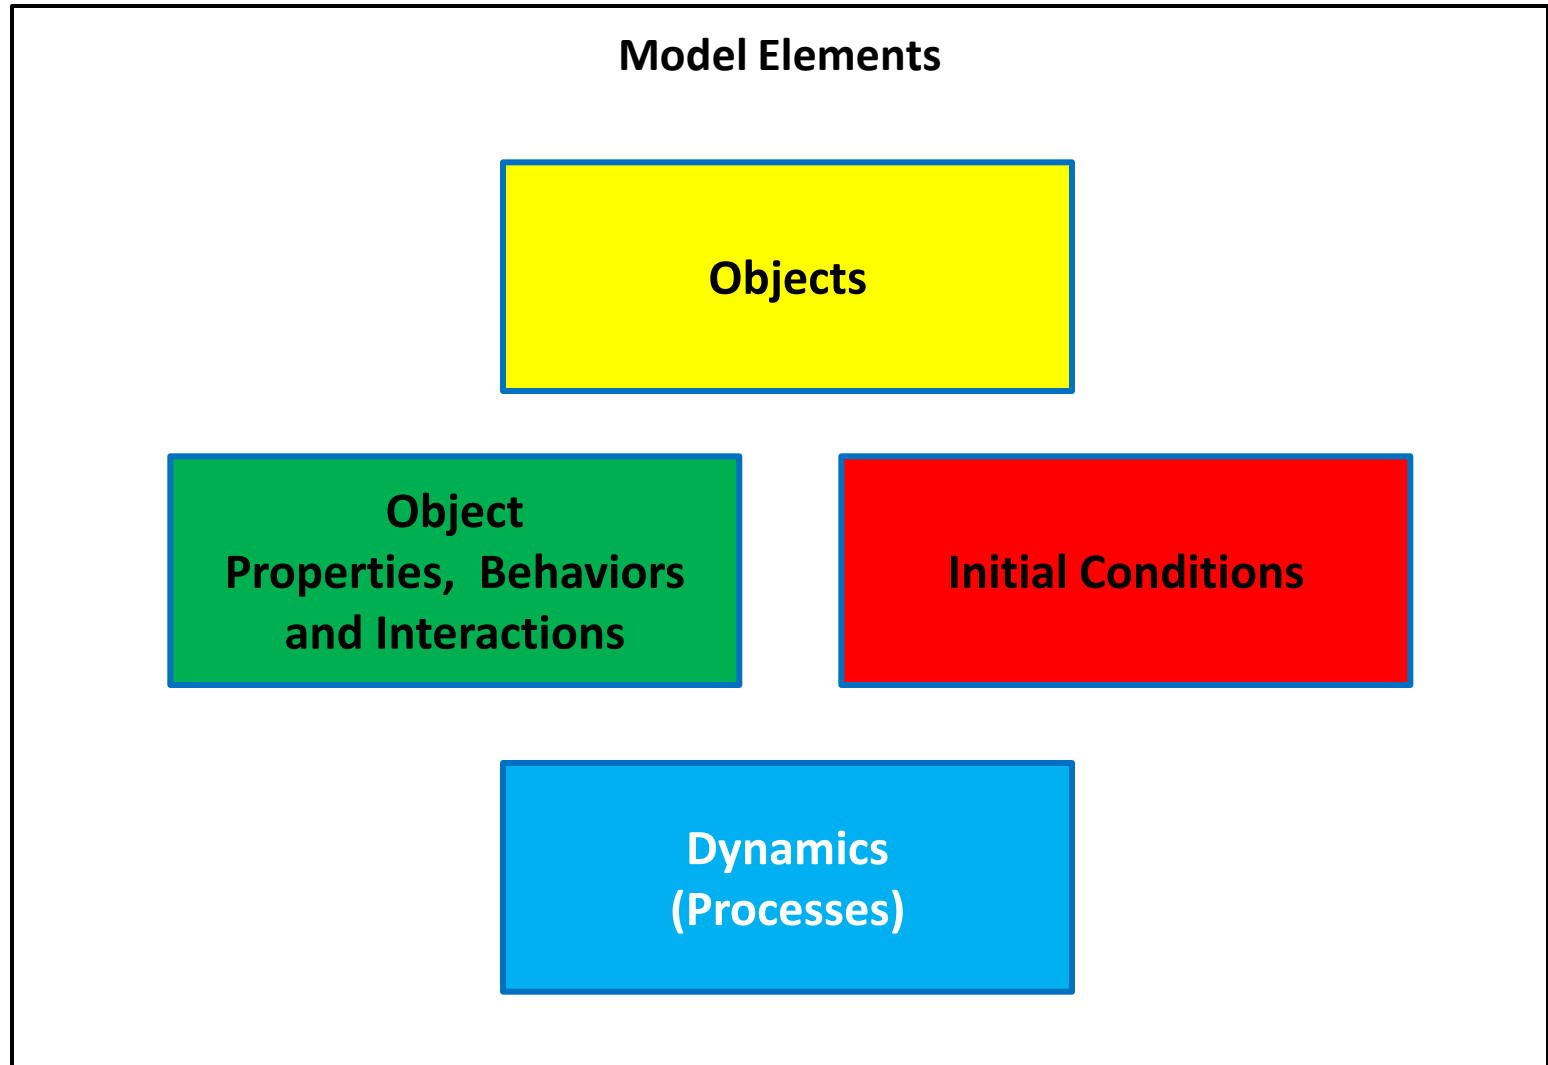 Model Elements
Objects
Object
Properties,  Behaviors
and Interactions
Initial Conditions
Dynamics
(Processes)